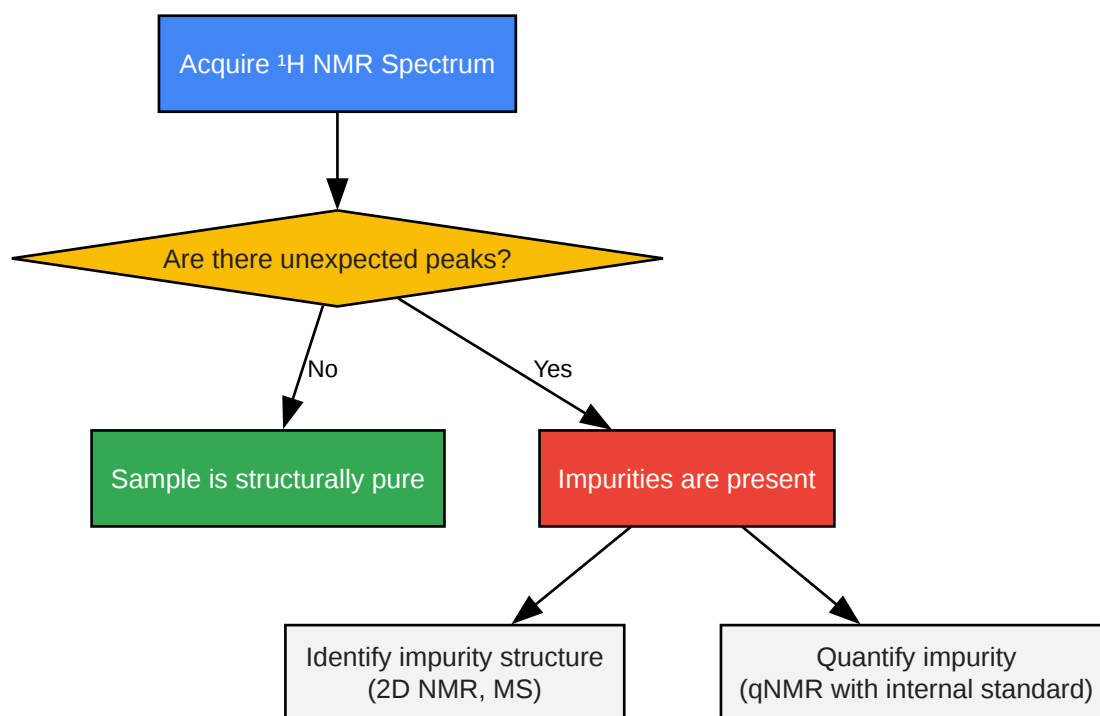 Acquire ¹H NMR Spectrum
Are there unexpected peaks?
No
Yes
Sample is structurally pure
Impurities are present
Identify impurity structure
(2D NMR, MS)
Quantify impurity
(qNMR with internal standard)